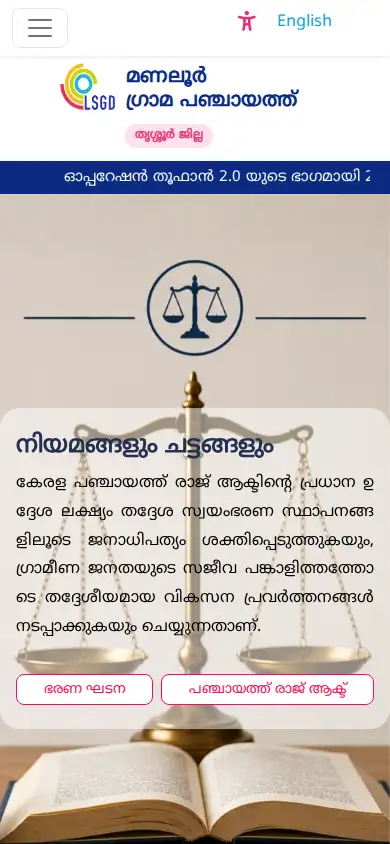 English
LSGD
മണലൂർ
ഗ്രാമ പഞ്ചായത്ത്
തൃശ്ശൂർ ജില്ല
ഓപ്പറേഷൻ തൂഫാൻ 2.0 യുടെ ഭാഗമായി 2
നിയമങ്ങളും ചട്ടങ്ങളും
കേരള പഞ്ചായത്ത് രാജ് ആക്ടിന്റെ പ്രധാന ഉ
ദ്ദേശ ലക്ഷ്യം തദ്ദേശ സ്വയംഭരണ സ്ഥാപനങ്ങ
ളിലൂടെ ജനാധിപത്യം ശക്തിപ്പെടുത്തുകയും,
ഗ്രാമീണ ജനതയുടെ സജീവ പങ്കാളിത്തത്തോ
ടെ തദ്ദേശീയമായ വികസന പ്രവർത്തനങ്ങൾ
നടപ്പാക്കുകയും ചെയ്യുന്നതാണ്.
ഭരണ ഘടന
പഞ്ചായത്ത് രാജ് ആക്ട്